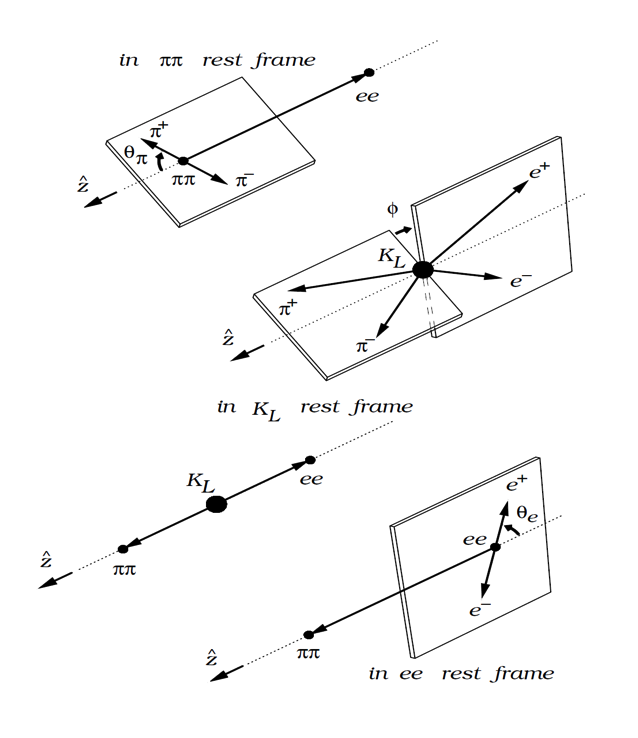 in ππ rest frame
ee
π+
θπ
ππ
π−
ẑ
e+
ϕ
KL
e−
π+
π−
ẑ
in KL rest frame
KL
ee
ẑ
ππ
e+
θe
ee
e−
ππ
ẑ
in ee rest frame